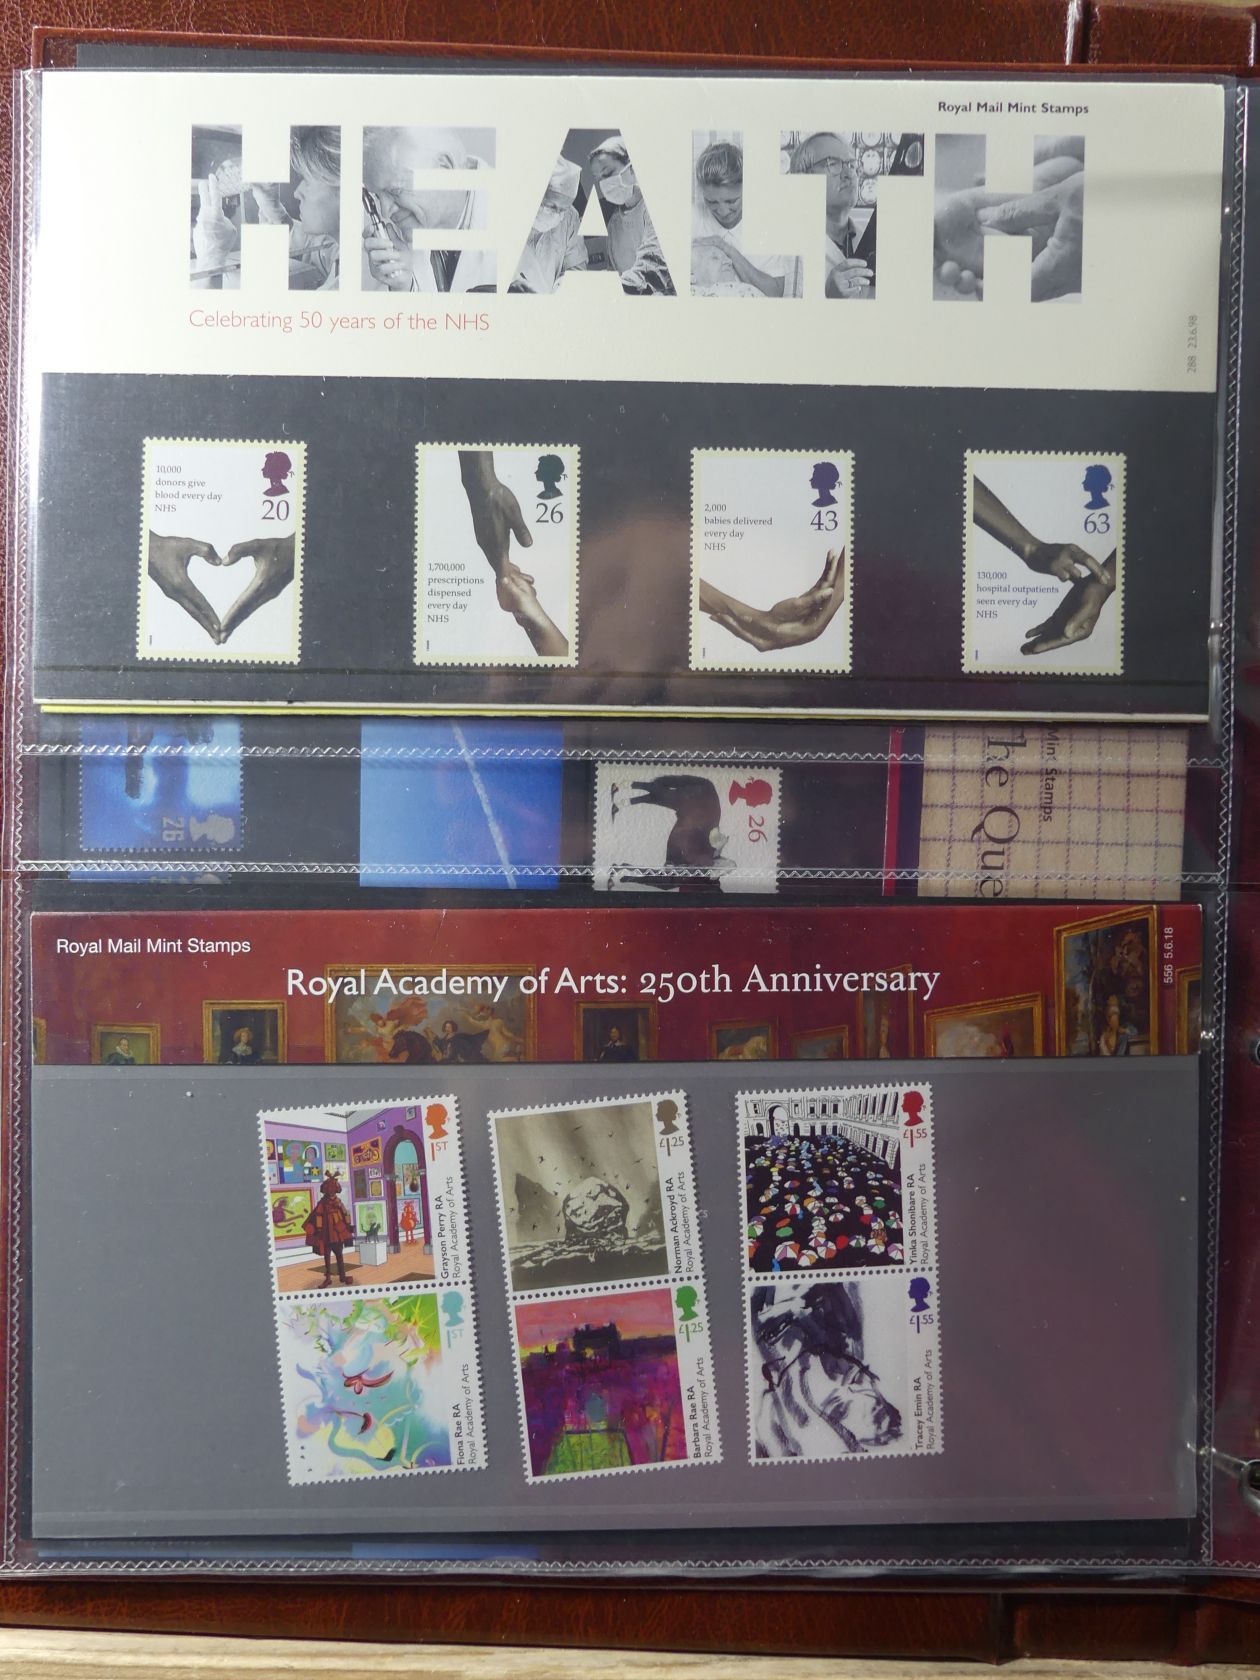 Royal Mail Mint Stamps
HEALTH
Celebrating 50 years of the NHS
288 23.6.98
10,000
donors give
blood every day
NHS
20
26
1,700,000
prescriptions
dispensed
every day
NHS
2,000
babies delivered
every day
NHS
43
63
130,000
hospital outpatients
seen every day
NHS
26
26
Mint Stamps
he Que
Royal Mail Mint Stamps
Royal Academy of Arts: 250th Anniversary
556 5.6.18
1ST
Grayson Perry RA
Royal Academy of Arts
£1.25
Norman Ackroyd RA
Royal Academy of Arts
£1.55
Yinka Shonibare RA
Royal Academy of Arts
1ST
Fiona Rae RA
Royal Academy of Arts
£1.25
Barbara Rae RA
Royal Academy of Arts
£1.55
Tracey Emin RA
Royal Academy of Arts